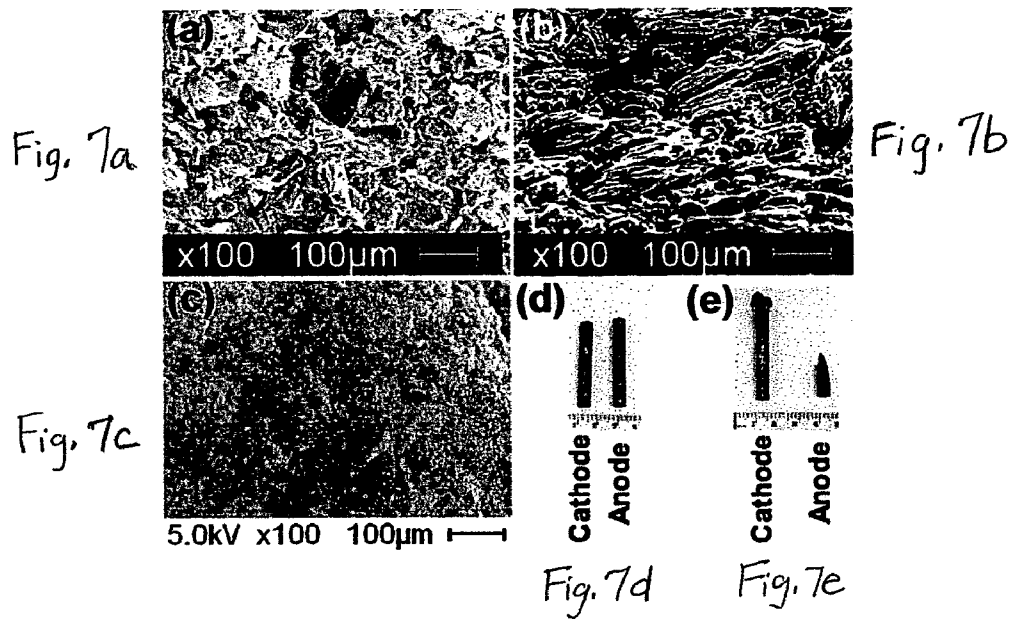 (a)
(b)
Fig. 7a
Fig. 7b
x100 100µm
x100 100µm
(c)
(d)
(e)
Fig. 7c
5.0kV x100 100µm
Cathode
Anode
Cathode
Anode
Fig. 7d
Fig. 7e